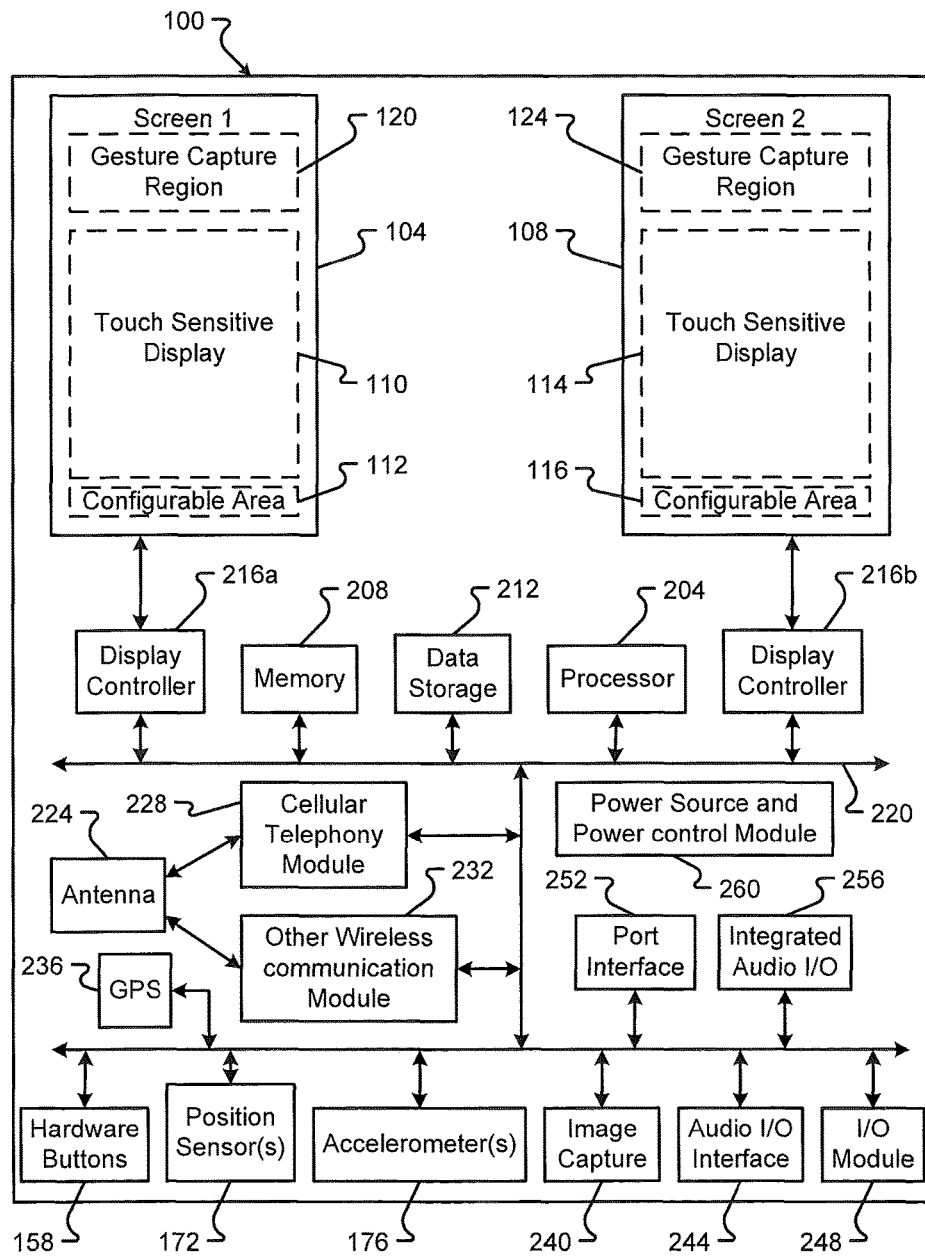 100
Screen 1
Gesture Capture
Region
120
104
Touch Sensitive
Display
110
112
Configurable Area
Screen 2
Gesture Capture
Region
124
108
Touch Sensitive
Display
114
116
Configurable Area
216a
208
212
204
216b
Display
Controller
Memory
Data
Storage
Processor
Display
Controller
220
228
Cellular
Telephony
Module
Power Source and
Power control Module
224
Antenna
232
252
260
256
Other Wireless
communication
Module
Port
Interface
Integrated
Audio I/O
236
GPS
Hardware
Buttons
Position
Sensor(s)
Accelerometer(s)
Image
Capture
Audio I/O
Interface
I/O
Module
158
172
176
240
244
248